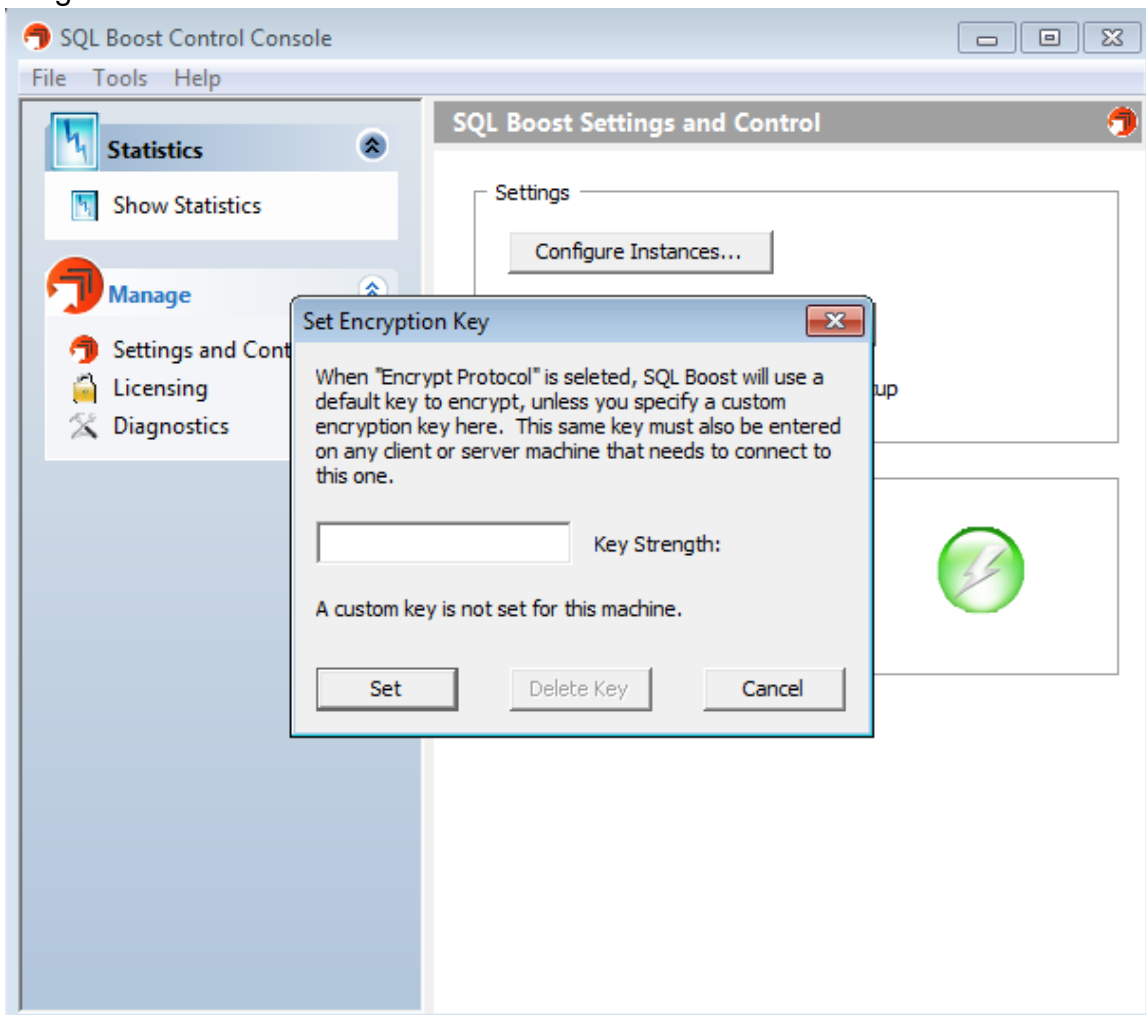 SQL Boost Control Console
File Tools Help
Statistics
Show Statistics
Manage
Settings and Cont
Licensing
Diagnostics
SQL Boost Settings and Control
Settings
Configure Instances...
up
Set Encryption Key
When "Encrypt Protocol" is seleted, SQL Boost will use a
default key to encrypt, unless you specify a custom
encryption key here. This same key must also be entered
on any client or server machine that needs to connect to
this one.
Key Strength:
A custom key is not set for this machine.
Set Delete Key Cancel